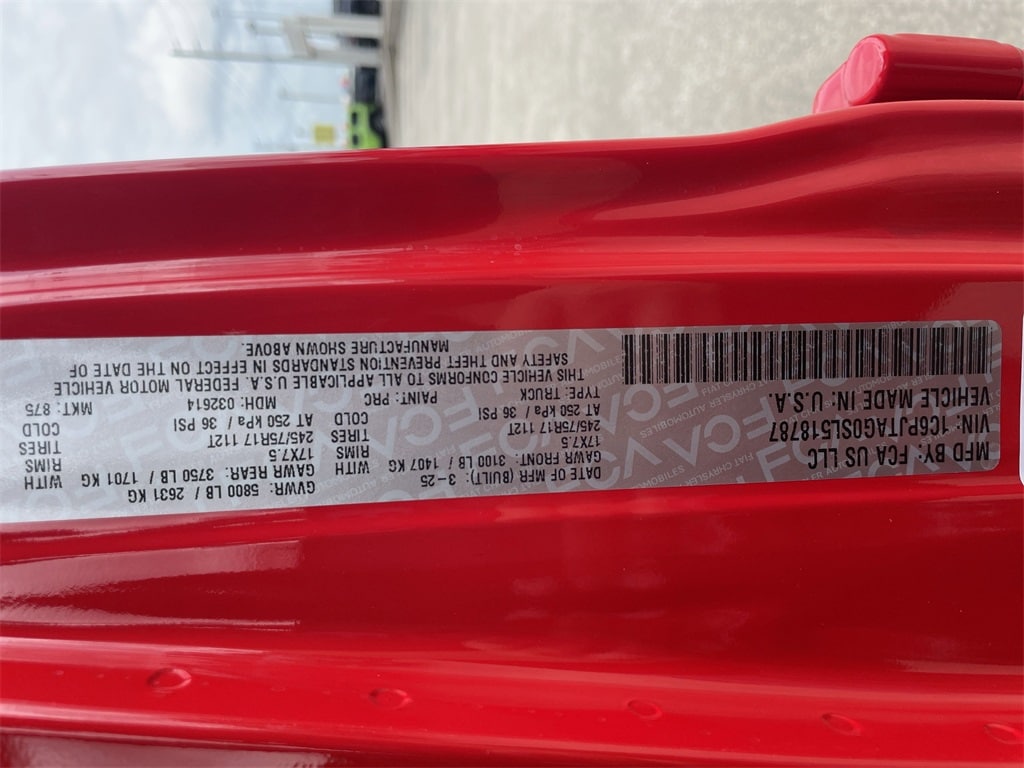 MFD BY: FCA US LLC
VIN: 1C6PJTAG0SL518787
VEHICLE MADE IN: U.S.A.
DATE OF MFR (BUILT): 3-25
GAWR FRONT: 3100 LB / 1407 KG WITH
17X7.5 RIMS
245/75R17 112T TIRES
AT 250 kPa / 36 PSI COLD
TYPE: TRUCK PAINT: PRC
GVWR: 5800 LB / 2631 KG
GAWR REAR: 3750 LB / 1701 KG WITH
17X7.5 RIMS
245/75R17 112T TIRES
AT 250 kPa / 36 PSI COLD
MDH: 032614 MKT: 875
THIS VEHICLE CONFORMS TO ALL APPLICABLE U.S.A. FEDERAL MOTOR VEHICLE
SAFETY AND THEFT PREVENTION STANDARDS IN EFFECT ON THE DATE OF
MANUFACTURE SHOWN ABOVE.